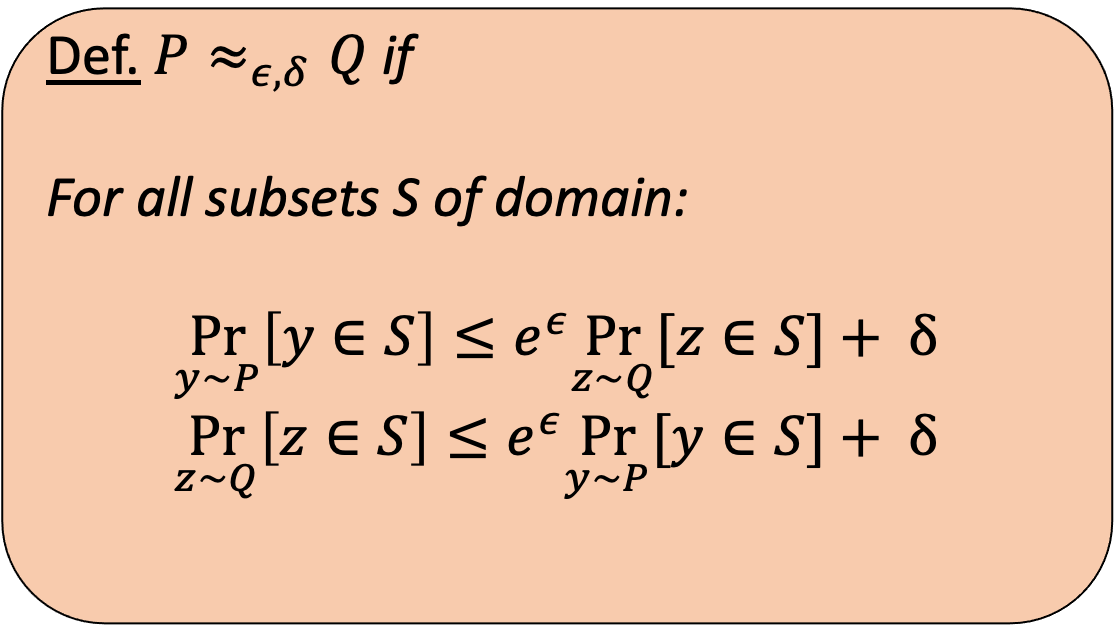 Def. P ≈_{ϵ,δ} Q if
For all subsets S of domain:
Pr_{y~P} [y ∈ S] ≤ e^ϵ Pr_{z~Q} [z ∈ S] + δ
Pr_{z~Q} [z ∈ S] ≤ e^ϵ Pr_{y~P} [y ∈ S] + δ